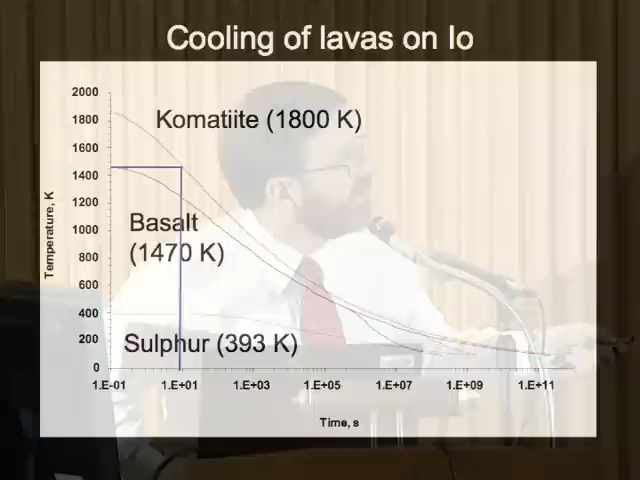 Cooling of lavas on Io
2000
1800
1600
1400
1200
1000
800
600
400
200
0
Temperature, K
Komatiite (1800 K)
Basalt
(1470 K)
Sulphur (393 K)
1.E-01 1.E+01 1.E+03 1.E+05 1.E+07 1.E+09 1.E+11
Time, s